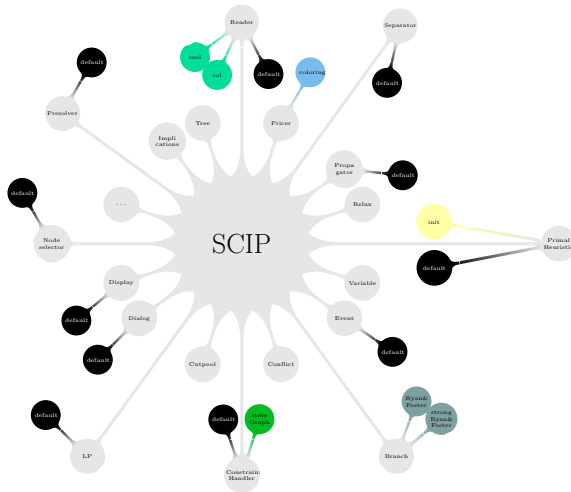 Reader
Separator
csol
col
default
default
default
coloring
Presolver
Tree
Pricer
Impli
cations
Propa
gator
default
default
. . .
Relax
init
Node
selector
SCIP
Primal
Heuristic
default
Display
Variable
default
Dialog
Event
default
default
Cutpool
Conflict
default
default
store
Graph
Ryan&
Foster
strong
Ryan&
Foster
LP
Branch
Constraint
Handler